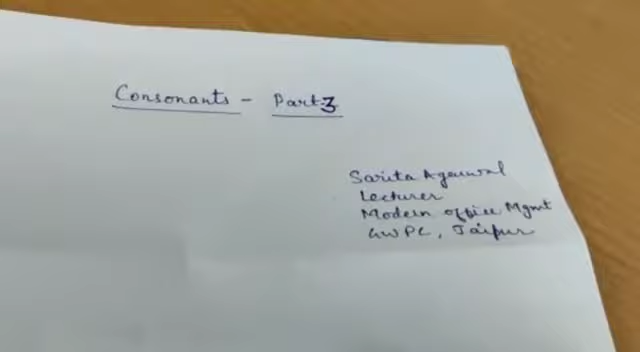 Consonants - Part-3
Sarita Agarwal
Lecturer
Modern office Mgmt
GWPC, Jaipur